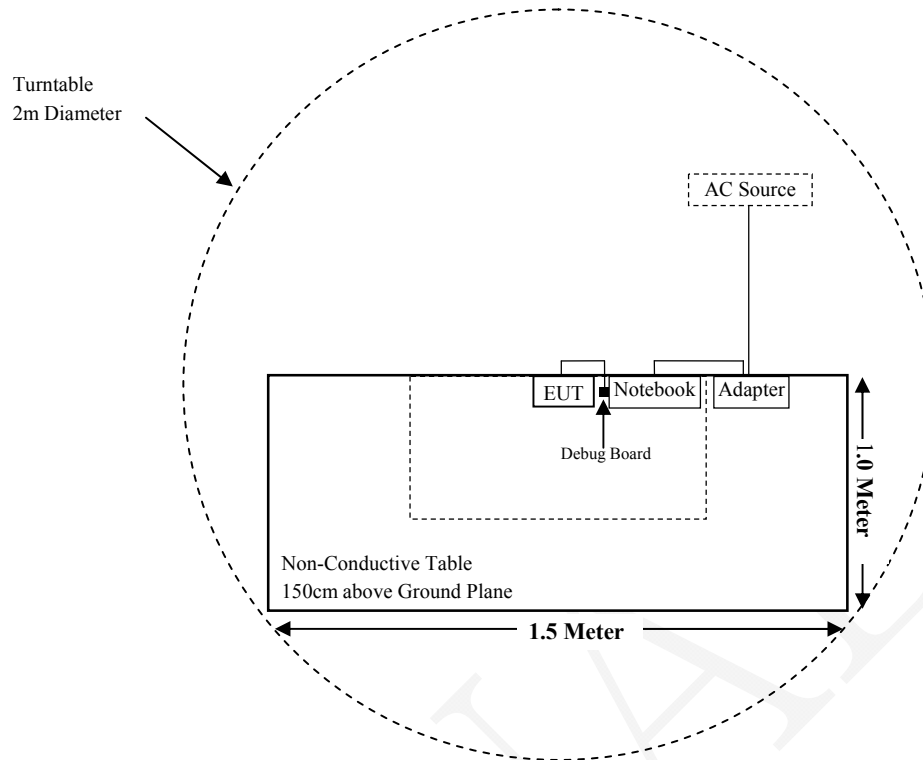 Turntable
2m Diameter
AC Source
EUT
Notebook
Adapter
Debug Board
1.0 Meter
Non-Conductive Table
150cm above Ground Plane
1.5 Meter